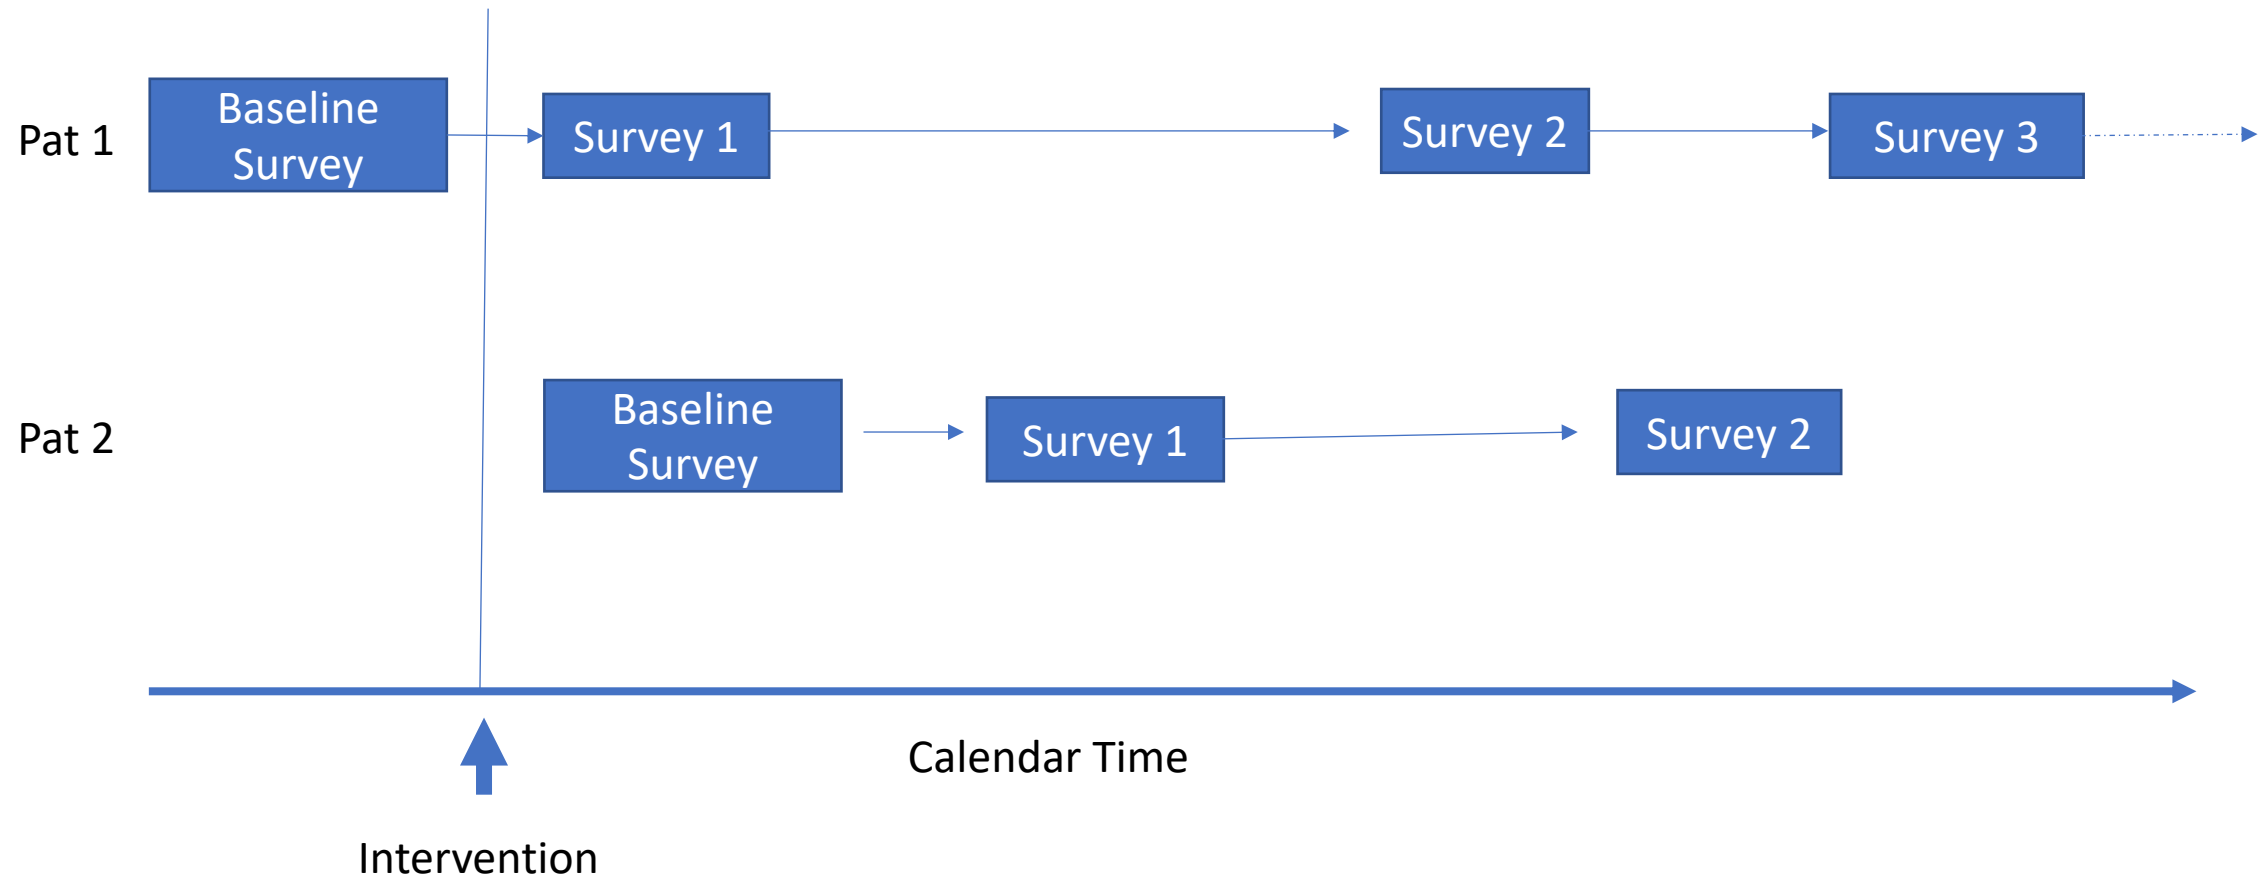 Pat 1
Baseline
Survey
Survey 1
Survey 2
Survey 3
Pat 2
Baseline
Survey
Survey 1
Survey 2
Calendar Time
Intervention